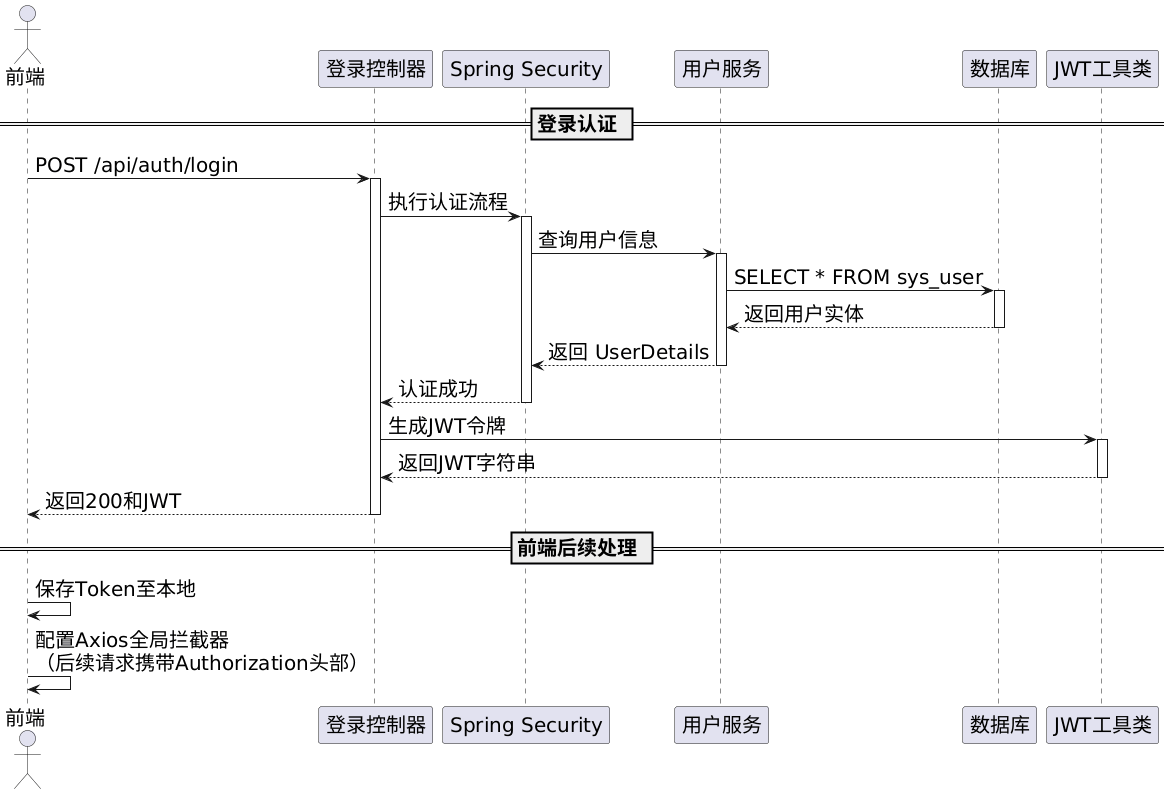 前端
登录控制器
Spring Security
用户服务
数据库
JWT工具类
登录认证
POST /api/auth/login
执行认证流程
查询用户信息
SELECT * FROM sys_user
返回用户实体
返回 UserDetails
认证成功
生成JWT令牌
返回JWT字符串
返回200和JWT
前端后续处理
保存Token至本地
配置Axios全局拦截器
（后续请求携带Authorization头部）
前端
登录控制器
Spring Security
用户服务
数据库
JWT工具类